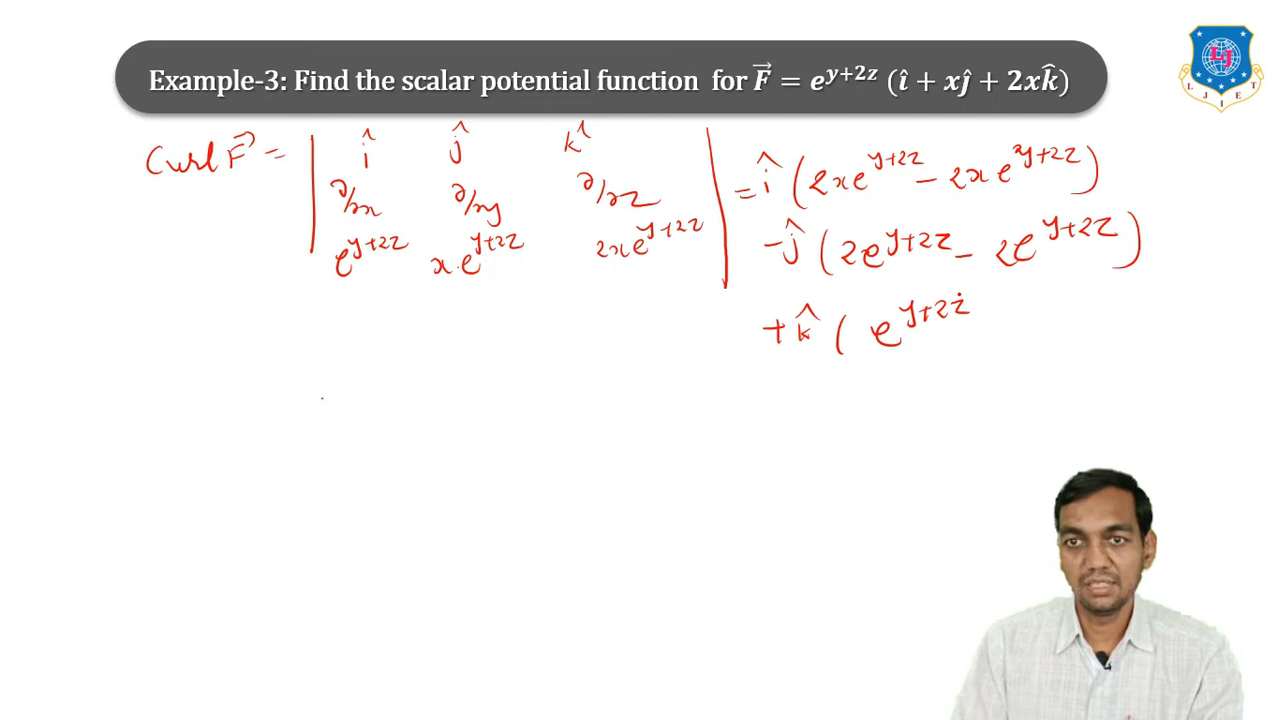 Example-3: Find the scalar potential function for F⃗ = e^{y+2z} (î + xĵ + 2xk̂)
LJ
L J I E T
Curl F⃗ = | î ĵ k̂ | = î (2xe^{y+2z} − 2xe^{y+2z})
∂/∂x ∂/∂y ∂/∂z
e^{y+2z} x·e^{y+2z} 2xe^{y+2z}
−ĵ (2e^{y+2z} − 2e^{y+2z})
+k̂ ( e^{y+2z}